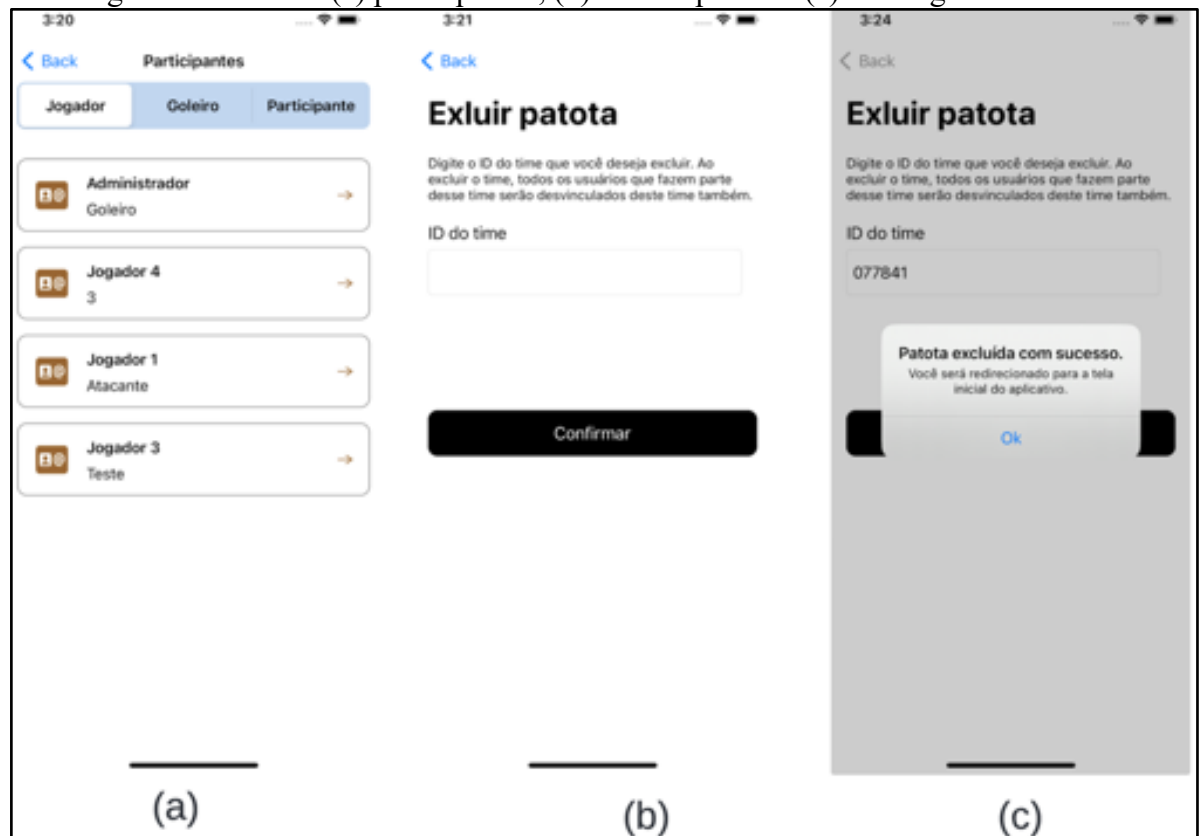 3:20
Back Participantes
Jogador Goleiro Participante
Administrador
Goleiro
Jogador 4
3
Jogador 1
Atacante
Jogador 3
Teste
(a)
3:21
Back
Exluir patota
Digite o ID do time que você deseja excluir. Ao
excluir o time, todos os usuários que fazem parte
desse time serão desvinculados deste time também.
ID do time
Confirmar
(b)
3:24
Back
Exluir patota
Digite o ID do time que você deseja excluir. Ao
excluir o time, todos os usuários que fazem parte
desse time serão desvinculados deste time também.
ID do time
077841
Patota excluída com sucesso.
Você será redirecionado para a tela
inicial do aplicativo.
Ok
(c)